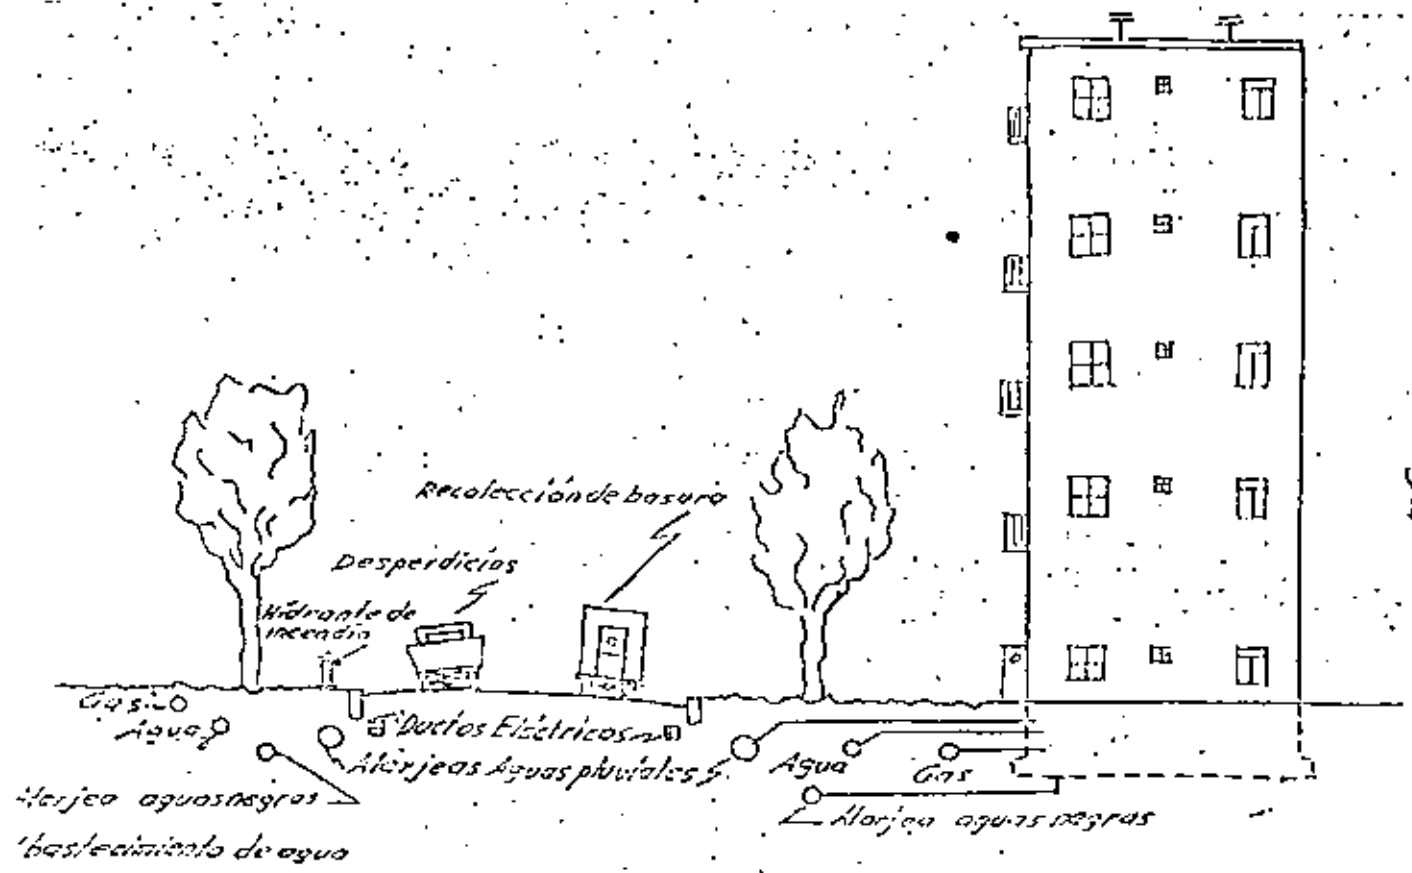 Recolección de basura
Desperdicios
Hidrante de
incendio
Gas
Agua
Ductos Eléctricos
Atarjeas Aguas pluviales
Agua
Gas
Atarjea aguas negras
Atarjea aguas negras
bastecimiento de agua